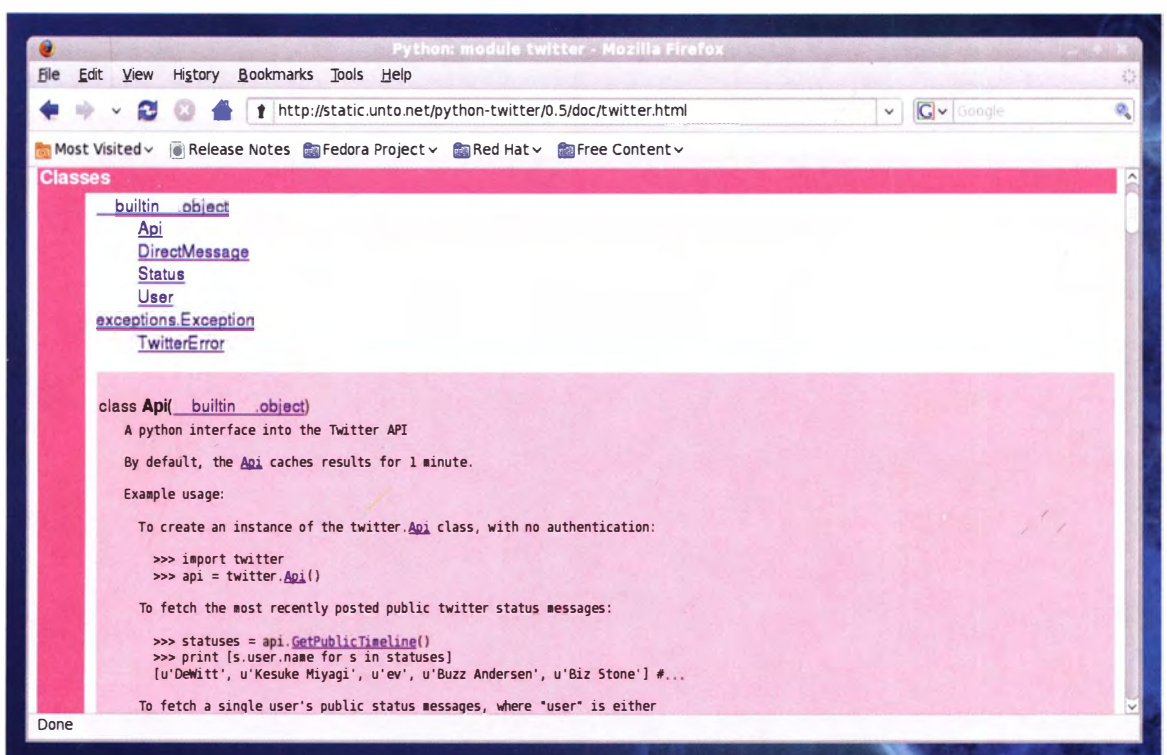 Python: module twitter - Mozilla Firefox
File Edit View History Bookmarks Tools Help
http://static.unto.net/python-twitter/0.5/doc/twitter.html
G Google
Most Visited Release Notes Fedora Project Red Hat Free Content
Classes
__builtin__.object
Api
DirectMessage
Status
User
exceptions.Exception
TwitterError
class Api(__builtin__.object)
A python interface into the Twitter API
By default, the Api caches results for 1 minute.
Example usage:
To create an instance of the twitter.Api class, with no authentication:
>>> import twitter
>>> api = twitter.Api()
To fetch the most recently posted public twitter status messages:
>>> statuses = api.GetPublicTimeline()
>>> print [s.user.name for s in statuses]
[u'DeWitt', u'Kesuke Miyagi', u'ev', u'Buzz Andersen', u'Biz Stone'] #...
To fetch a single user's public status messages, where "user" is either
Done